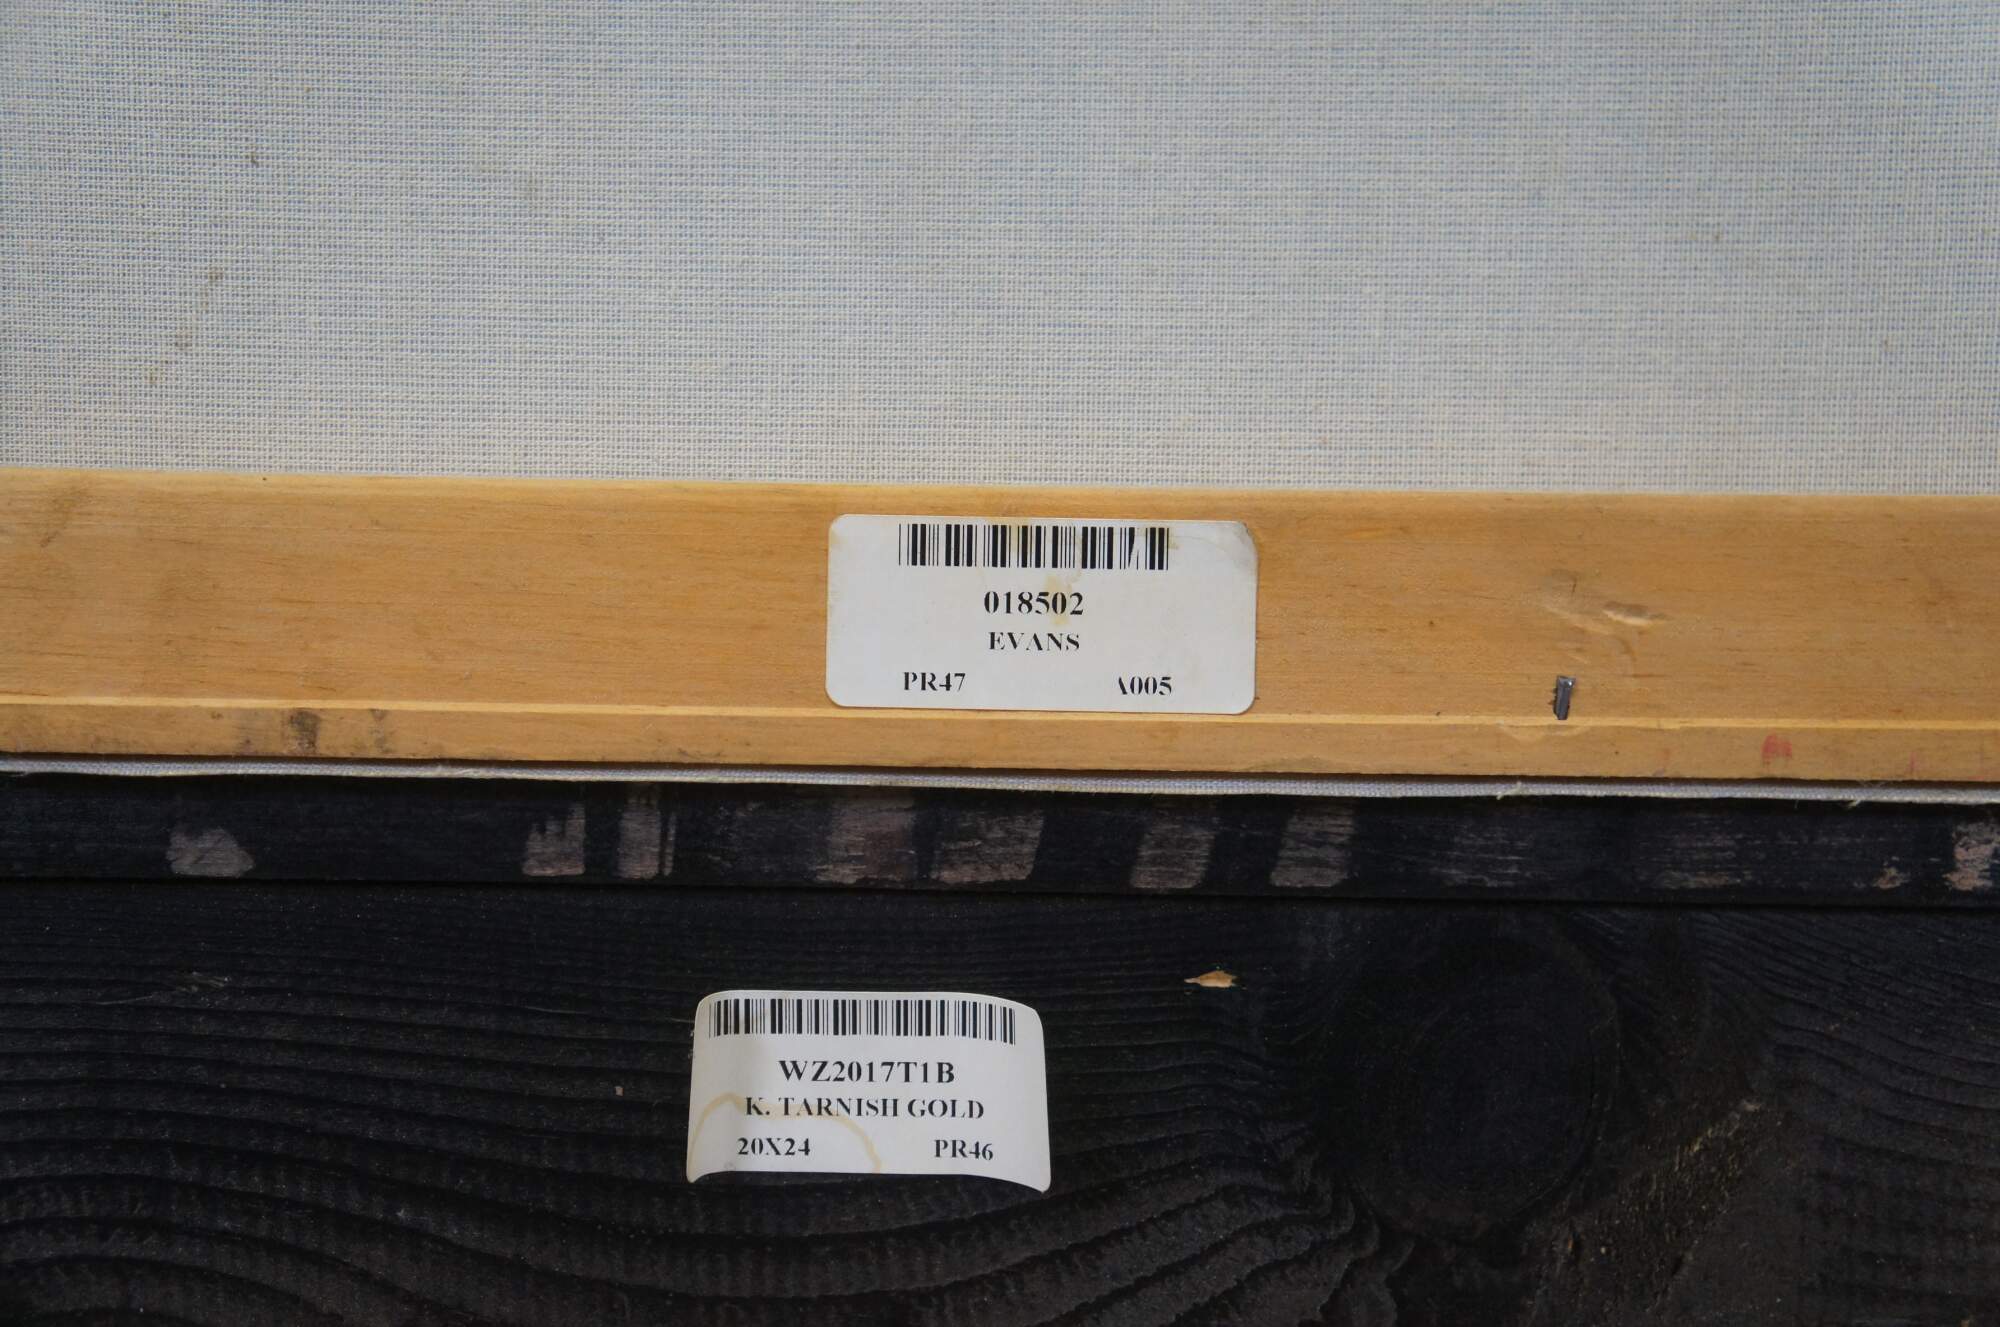 018502
EVANS
PR47 A005
WZ2017T1B
K. TARNISH GOLD
20X24 PR46